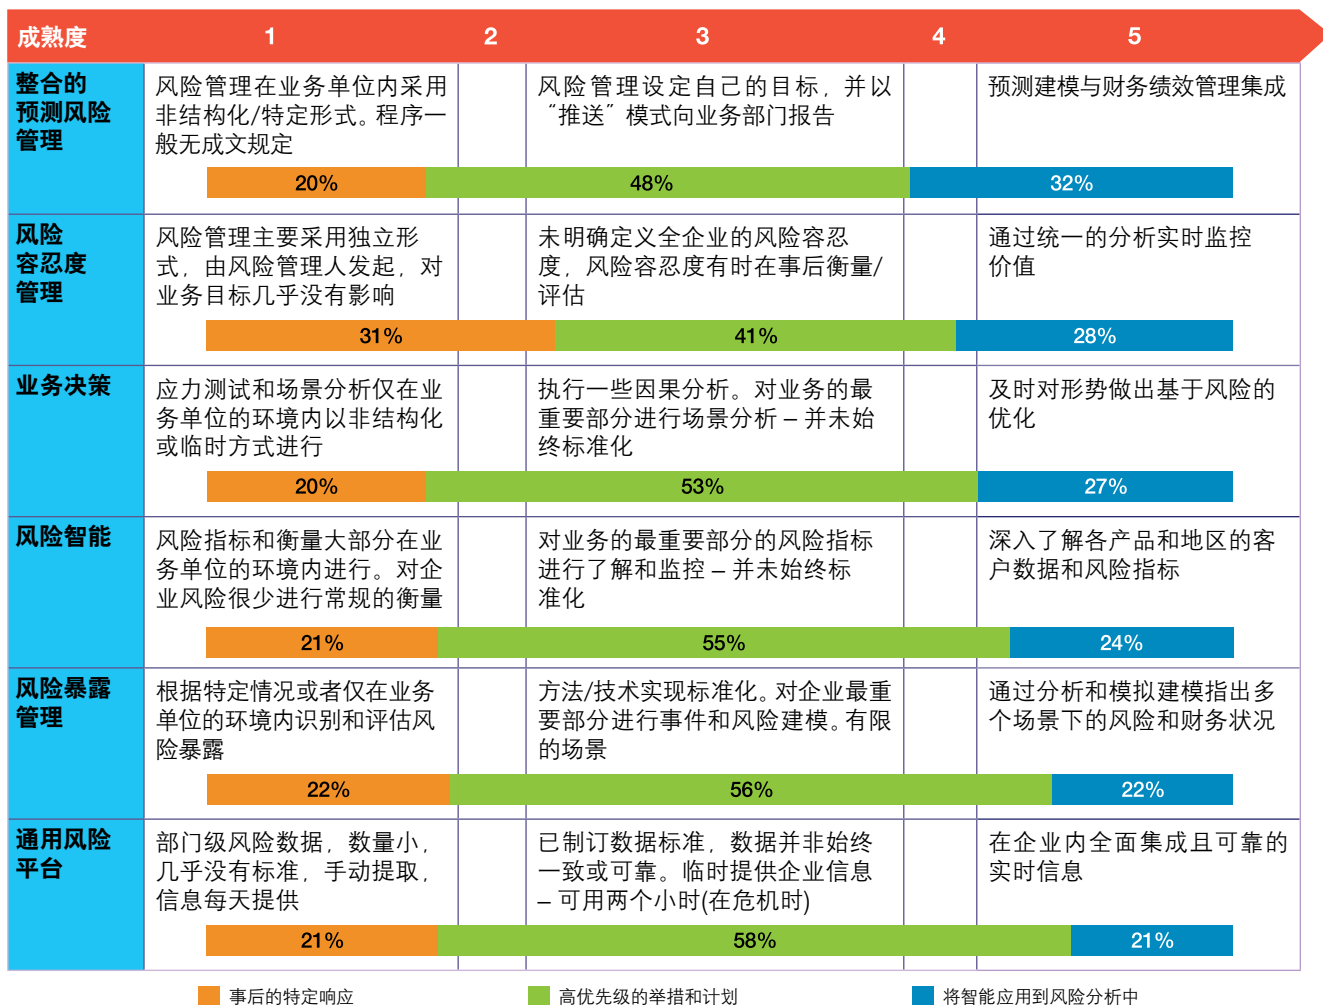 成熟度 1 2 3 4 5
整合的
预测风险
管理
风险管理在业务单位内采用
非结构化/特定形式。程序一
般无成文规定
风险管理设定自己的目标，并以
“推送”模式向业务部门报告
预测建模与财务绩效管理集成
20% 48% 32%
风险
容忍度
管理
风险管理主要采用独立形
式，由风险管理人发起，对
业务目标几乎没有影响
未明确定义全企业的风险容忍
度，风险容忍度有时在事后衡量/
评估
通过统一的分析实时监控
价值
31% 41% 28%
业务决策
应力测试和场景分析仅在业
务单位的环境内以非结构化
或临时方式进行
执行一些因果分析。对业务的最
重要部分进行场景分析 – 并未始
终标准化
及时对形势做出基于风险的
优化
20% 53% 27%
风险智能
风险指标和衡量大部分在业
务单位的环境内进行。对企
业风险很少进行常规的衡量
对业务的最重要部分的风险指标
进行了解和监控 – 并未始终标
准化
深入了解各产品和地区的客
户数据和风险指标
21% 55% 24%
风险暴露
管理
根据特定情况或者仅在业务
单位的环境内识别和评估风
险暴露
方法/技术实现标准化。对企业最重
要部分进行事件和风险建模。有限
的场景
通过分析和模拟建模指出多
个场景下的风险和财务状况
22% 56% 22%
通用风险
平台
部门级风险数据，数量小，
几乎没有标准，手动提取，
信息每天提供
已制订数据标准，数据并非始终
一致或可靠。临时提供企业信息
– 可用两个小时(在危机时)
在企业内全面集成且可靠的
实时信息
21% 58% 21%
事后的特定响应 高优先级的举措和计划 将智能应用到风险分析中